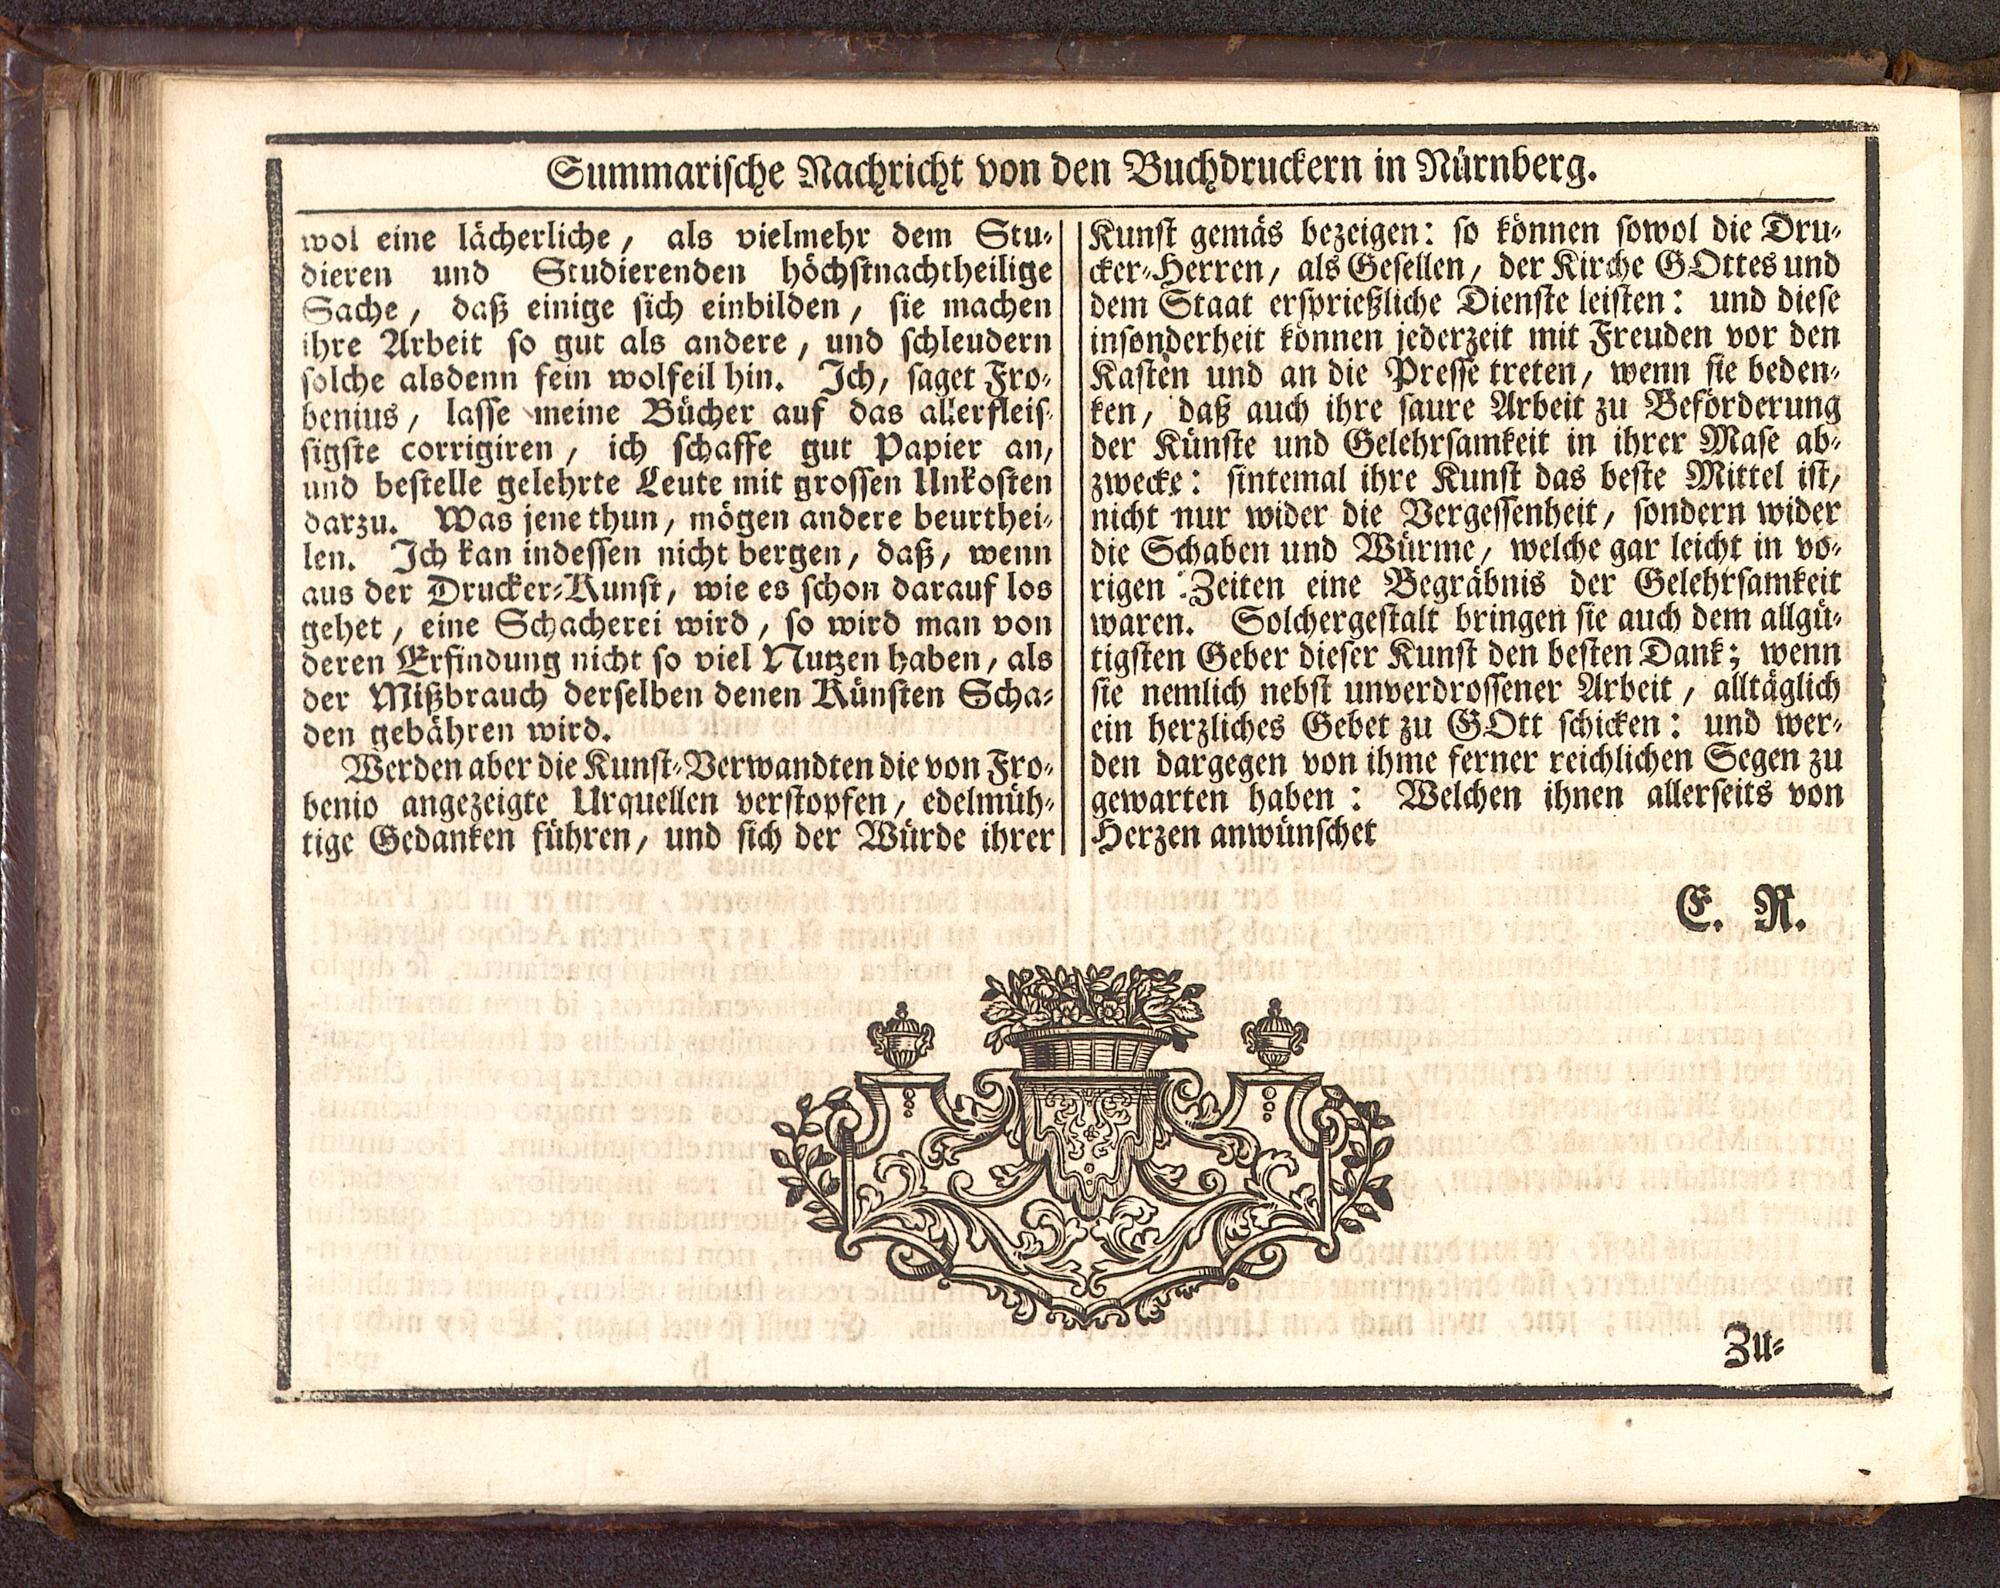 Summarische Nachricht von den Buchdruckern in Nürnberg.
wol eine lächerliche, als vielmehr dem Stu-
dieren und Studierenden höchstnachtheilige
Sache, daß einige sich einbilden, sie machen
ihre Arbeit so gut als andere, und schleudern
solche alsdenn fein wolfeil hin. Ich, saget Fro-
benius, lasse meine Bücher auf das allerfleis-
sigste corrigiren, ich schaffe gut Papier an,
und bestelle gelehrte Leute mit grossen Unkosten
darzu. Was jene thun, mögen andere beurthei-
len. Ich kan indessen nicht bergen, daß, wenn
aus der Drucker-Kunst, wie es schon darauf los
gehet, eine Schacherei wird, so wird man von
deren Erfindung nicht so viel Nutzen haben, als
der Mißbrauch derselben denen Künsten Scha-
den gebähren wird.
Werden aber die Kunst-Verwandten die von Fro-
benio angezeigte Urquellen verstopfen, edelmüh-
tige Gedanken führen, und sich der Würde ihrer
Kunst gemäs bezeigen: so können sowol die Dru-
cker-Herren, als Gesellen, der Kirche GOttes und
dem Staat ersprießliche Dienste leisten: und diese
insonderheit können jederzeit mit Freuden vor den
Kasten und an die Presse treten, wenn sie beden-
ken, daß auch ihre saure Arbeit zu Beförderung
der Künste und Gelehrsamkeit in ihrer Mase ab-
zwecke: sintemal ihre Kunst das beste Mittel ist,
nicht nur wider die Vergessenheit, sondern wider
die Schaben und Würme, welche gar leicht in vo-
rigen Zeiten eine Begräbnis der Gelehrsamkeit
waren. Solchergestalt bringen sie auch dem allgü-
tigsten Geber dieser Kunst den besten Dank; wenn
sie nemlich nebst unverdrossener Arbeit, alltäglich
ein herzliches Gebet zu GOtt schicken: und wer-
den dargegen von ihme ferner reichlichen Segen zu
gewarten haben: Welchen ihnen allerseits von
Herzen anwünschet
E. R.
Zu-